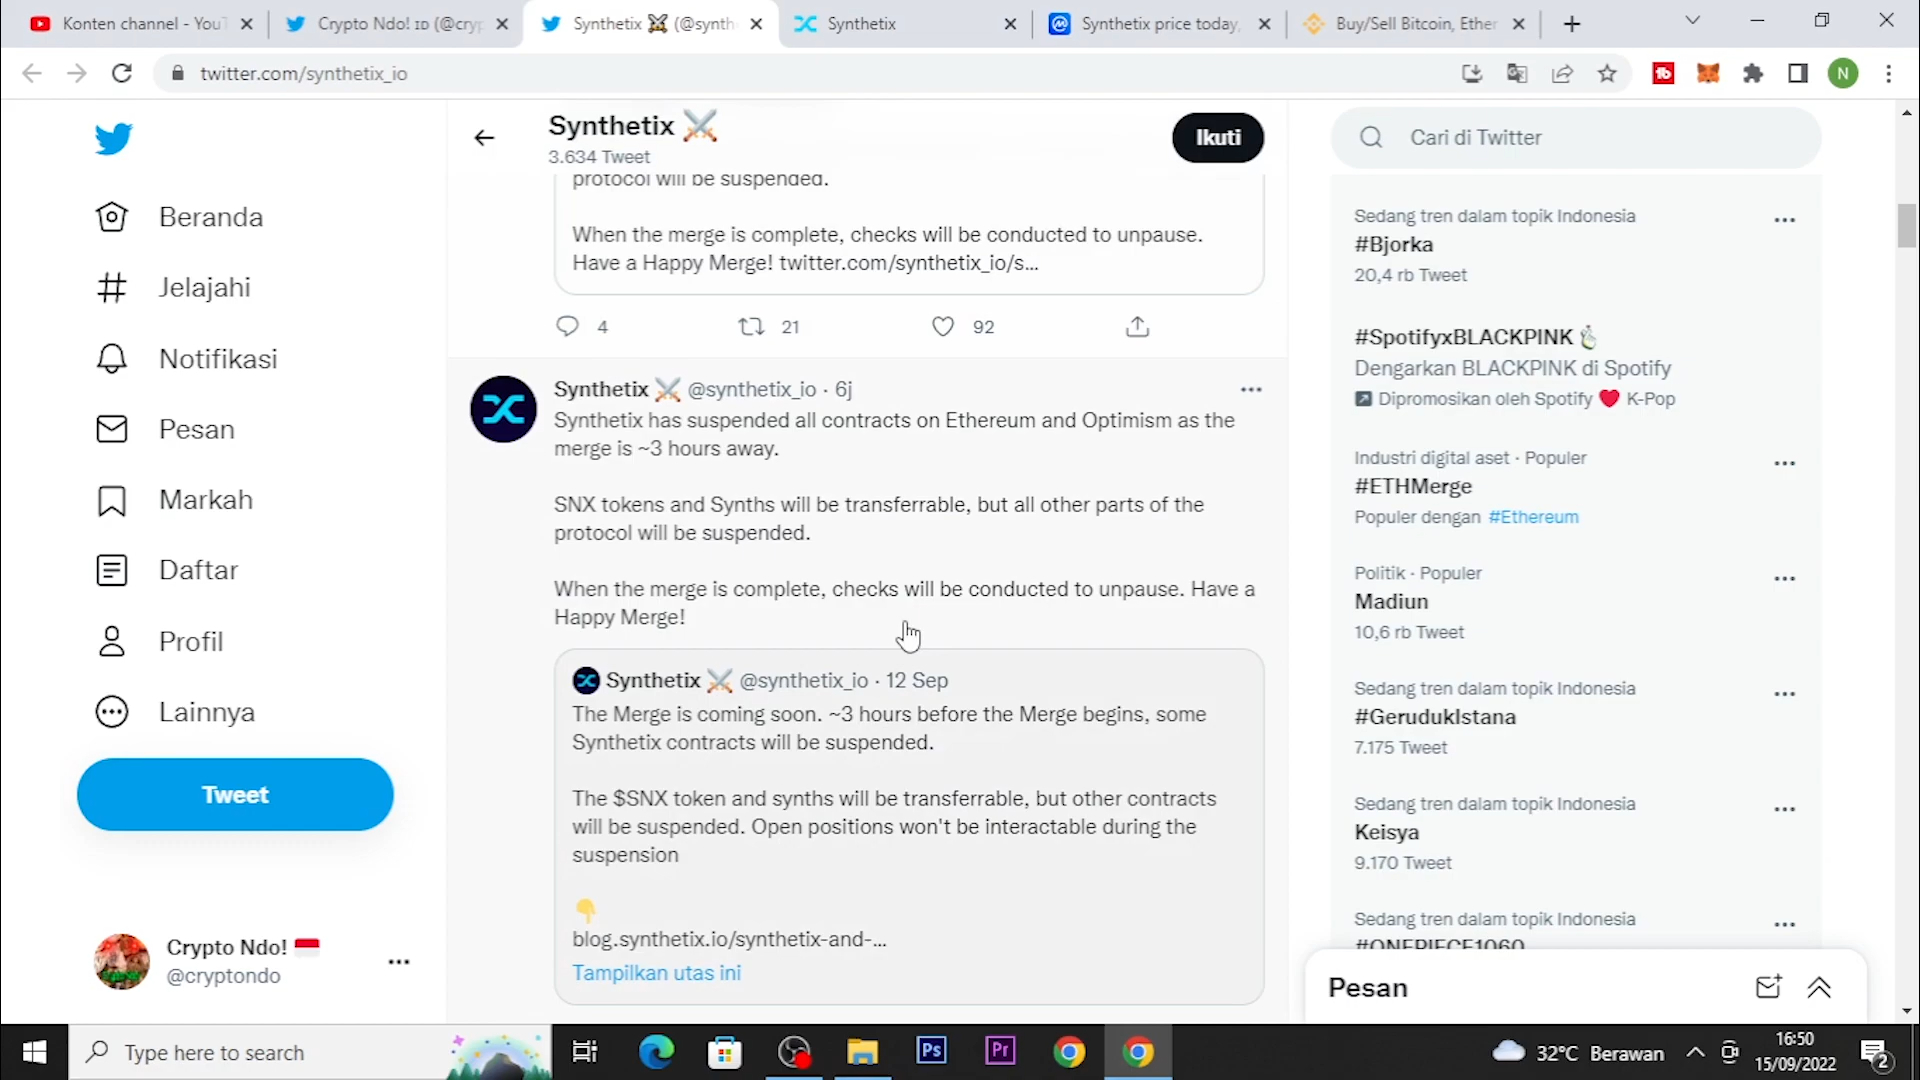 Konten channel - You
Crypto Ndo! ID (@cry
Synthetix (@synth
Synthetix
Synthetix price today,
Buy/Sell Bitcoin, Ether
twitter.com/synthetix_io
N
Synthetix
3.634 Tweet
Ikuti
Cari di Twitter
Beranda
Jelajahi
Notifikasi
Pesan
Markah
Daftar
Profil
Lainnya
Tweet
Crypto Ndo!
@cryptondo
protocol will be suspended.
When the merge is complete, checks will be conducted to unpause.
Have a Happy Merge! twitter.com/synthetix_io/s...
4 21 92
Synthetix @synthetix_io · 6j
Synthetix has suspended all contracts on Ethereum and Optimism as the
merge is ~3 hours away.
SNX tokens and Synths will be transferrable, but all other parts of the
protocol will be suspended.
When the merge is complete, checks will be conducted to unpause. Have a
Happy Merge!
Synthetix @synthetix_io · 12 Sep
The Merge is coming soon. ~3 hours before the Merge begins, some
Synthetix contracts will be suspended.
The $SNX token and synths will be transferrable, but other contracts
will be suspended. Open positions won't be interactable during the
suspension
blog.synthetix.io/synthetix-and-...
Tampilkan utas ini
Sedang tren dalam topik Indonesia
#Bjorka
20,4 rb Tweet
#SpotifyxBLACKPINK
Dengarkan BLACKPINK di Spotify
Dipromosikan oleh Spotify K-Pop
Industri digital aset · Populer
#ETHMerge
Populer dengan #Ethereum
Politik · Populer
Madiun
10,6 rb Tweet
Sedang tren dalam topik Indonesia
#GerudukIstana
7.175 Tweet
Sedang tren dalam topik Indonesia
Keisya
9.170 Tweet
Sedang tren dalam topik Indonesia
#ONEPIECE1060
Pesan
Type here to search
Ps
Pr
32°C Berawan
16:50
15/09/2022
2